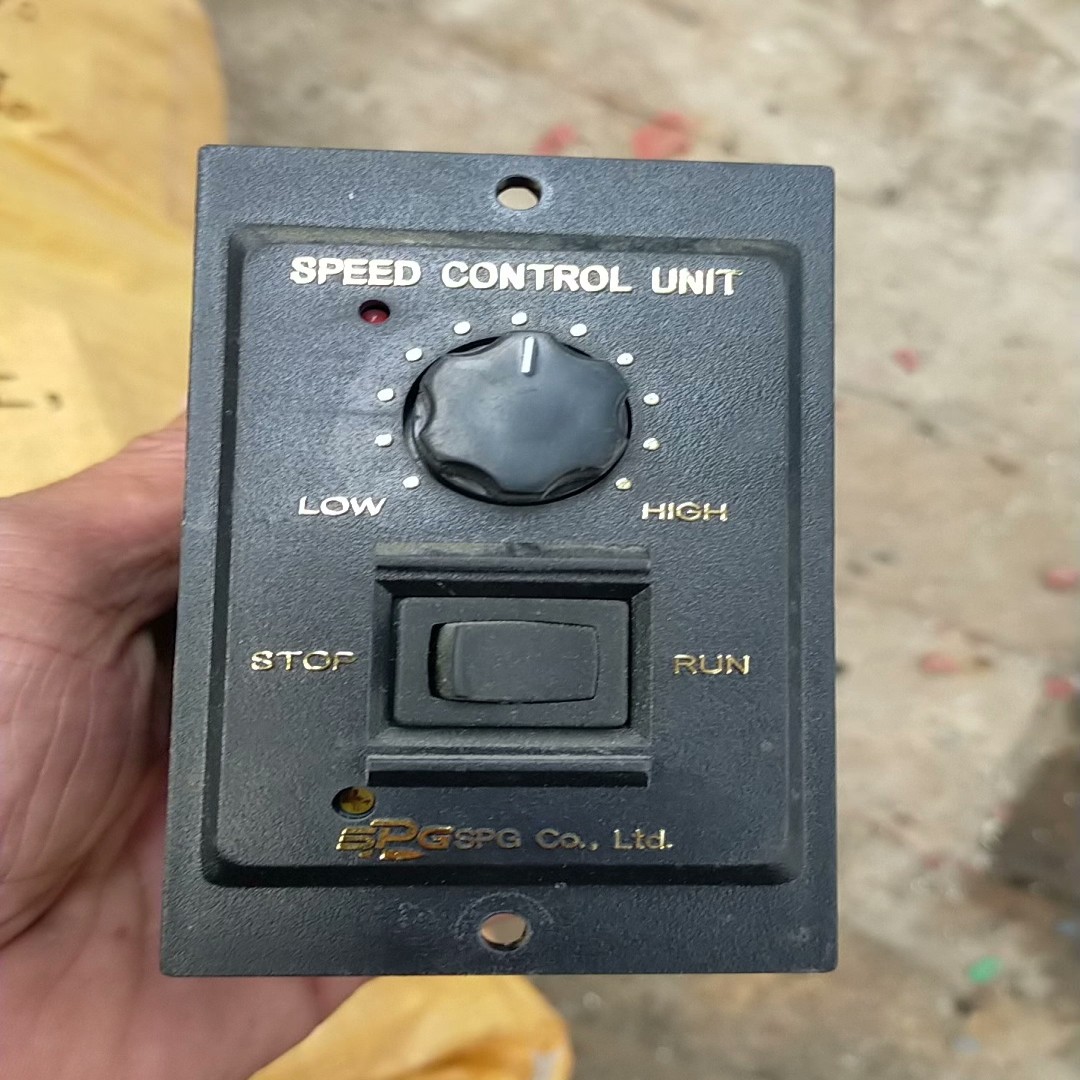 SPEED CONTROL UNIT
LOW
HIGH
STOP
RUN
SPG SPG Co., Ltd.